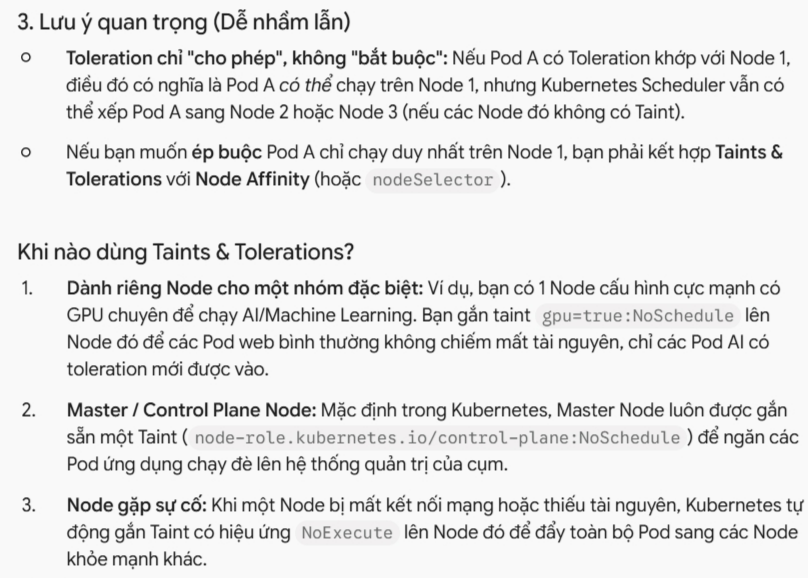 3. Lưu ý quan trọng (Dễ nhầm lẫn)
○ Toleration chỉ "cho phép", không "bắt buộc": Nếu Pod A có Toleration khớp với Node 1,
điều đó có nghĩa là Pod A có thể chạy trên Node 1, nhưng Kubernetes Scheduler vẫn có
thể xếp Pod A sang Node 2 hoặc Node 3 (nếu các Node đó không có Taint).
○ Nếu bạn muốn ép buộc Pod A chỉ chạy duy nhất trên Node 1, bạn phải kết hợp Taints &
Tolerations với Node Affinity (hoặc nodeSelector ).
Khi nào dùng Taints & Tolerations?
1. Dành riêng Node cho một nhóm đặc biệt: Ví dụ, bạn có 1 Node cấu hình cực mạnh có
GPU chuyên để chạy AI/Machine Learning. Bạn gắn taint gpu=true:NoSchedule lên
Node đó để các Pod web bình thường không chiếm mất tài nguyên, chỉ các Pod AI có
toleration mới được vào.
2. Master / Control Plane Node: Mặc định trong Kubernetes, Master Node luôn được gắn
sẵn một Taint ( node-role.kubernetes.io/control-plane:NoSchedule ) để ngăn các
Pod ứng dụng chạy đè lên hệ thống quản trị của cụm.
3. Node gặp sự cố: Khi một Node bị mất kết nối mạng hoặc thiếu tài nguyên, Kubernetes tự
động gắn Taint có hiệu ứng NoExecute lên Node đó để đẩy toàn bộ Pod sang các Node
khỏe mạnh khác.